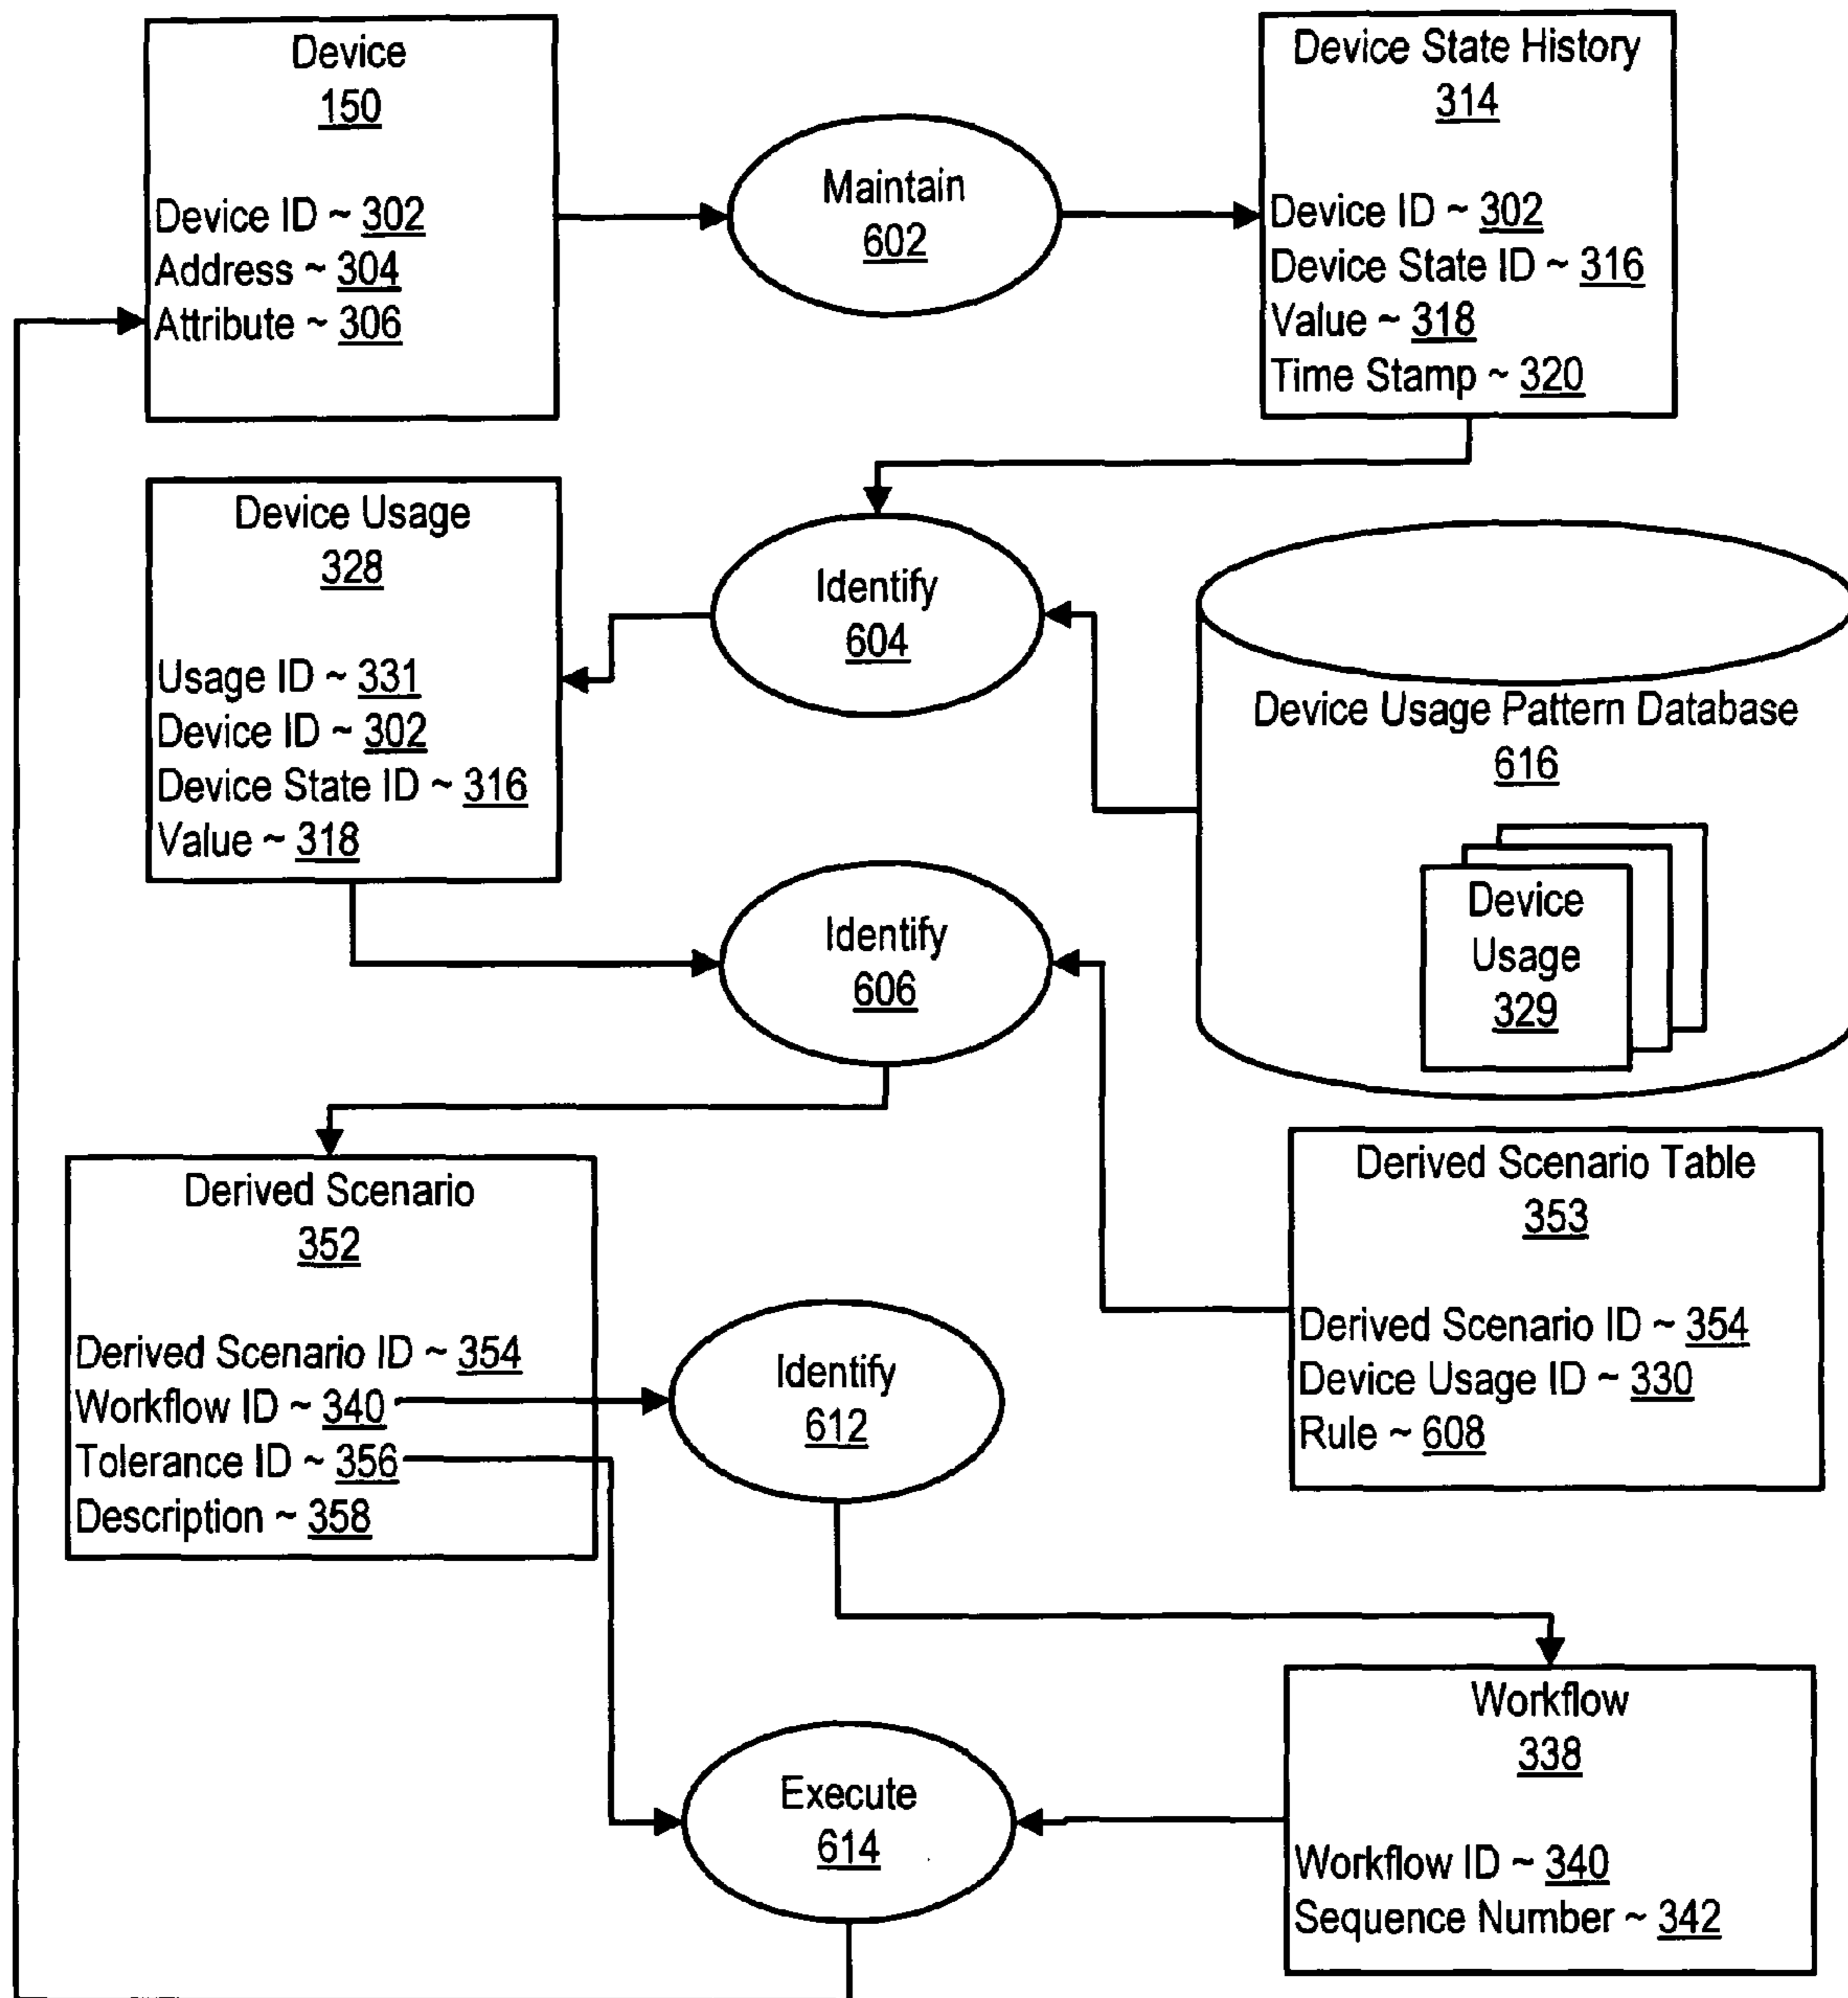 Device
150
Device ID ~ 302
Address ~ 304
Attribute ~ 306
Maintain
602
Device State History
314
Device ID ~ 302
Device State ID ~ 316
Value ~ 318
Time Stamp ~ 320
Device Usage
328
Usage ID ~ 331
Device ID ~ 302
Device State ID ~ 316
Value ~ 318
Identify
604
Device Usage Pattern Database
616
Device
Usage
329
Identify
606
Derived Scenario
352
Derived Scenario ID ~ 354
Workflow ID ~ 340
Tolerance ID ~ 356
Description ~ 358
Derived Scenario Table
353
Derived Scenario ID ~ 354
Device Usage ID ~ 330
Rule ~ 608
Identify
612
Workflow
338
Workflow ID ~ 340
Sequence Number ~ 342
Execute
614